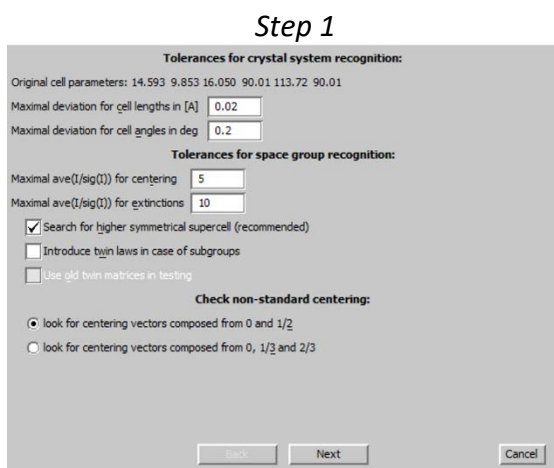 Step 1
Tolerances for crystal system recognition:
Original cell parameters: 14.593 9.853 16.050 90.01 113.72 90.01
Maximal deviation for cell lengths in [A] 0.02
Maximal deviation for cell angles in deg 0.2
Tolerances for space group recognition:
Maximal ave(I/sig(I)) for centering 5
Maximal ave(I/sig(I)) for extinctions 10
Search for higher symmetrical supercell (recommended)
Introduce twin laws in case of subgroups
Use old twin matrices in testing
Check non-standard centering:
look for centering vectors composed from 0 and 1/2
look for centering vectors composed from 0, 1/3 and 2/3
Back Next Cancel